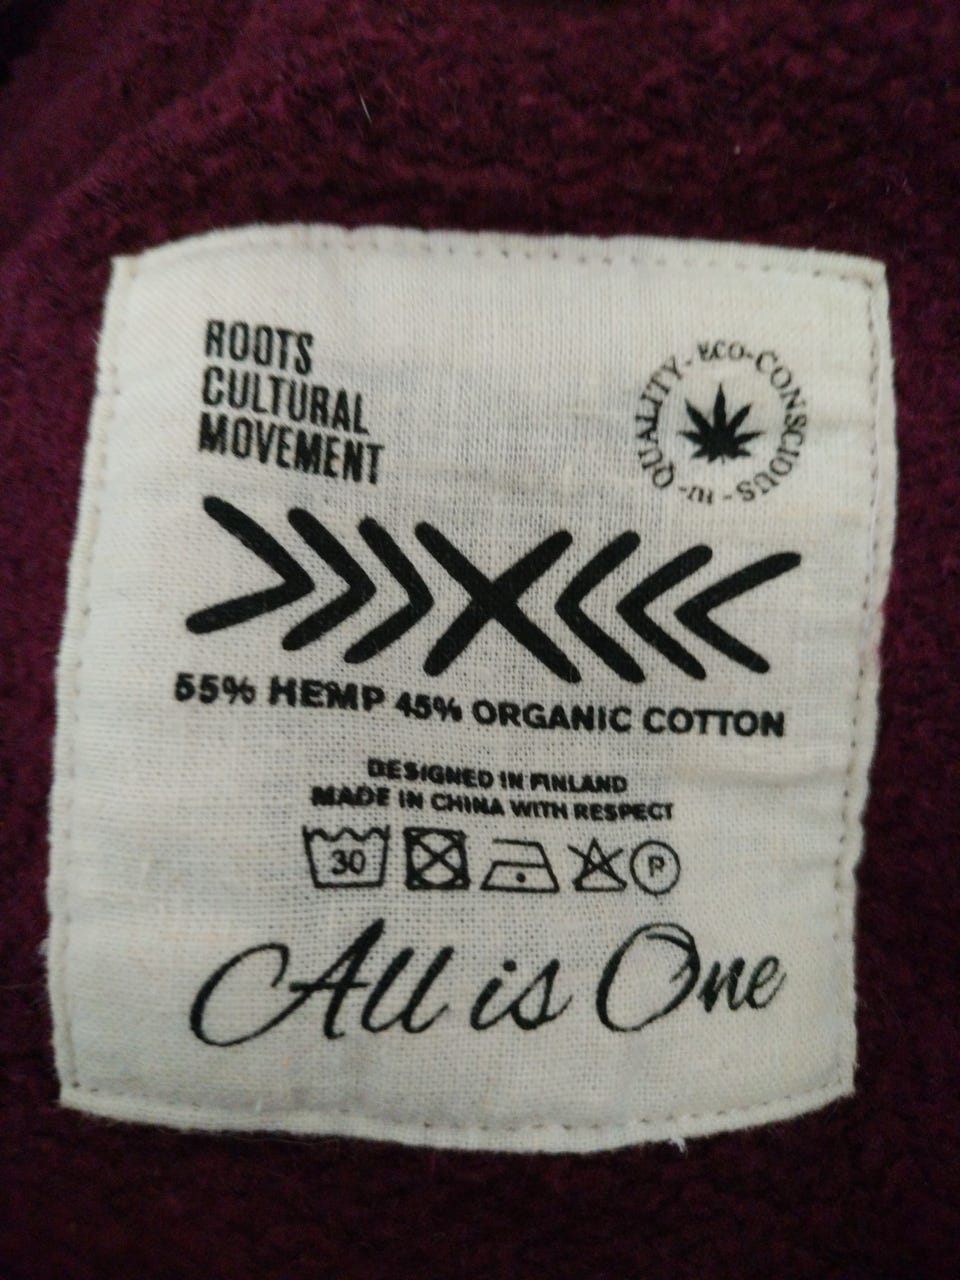 ROOTS
CULTURAL
MOVEMENT
QUALITY - ECO-CONSCIOUS -
55% HEMP 45% ORGANIC COTTON
DESIGNED IN FINLAND
MADE IN CHINA WITH RESPECT
30
P
All is One